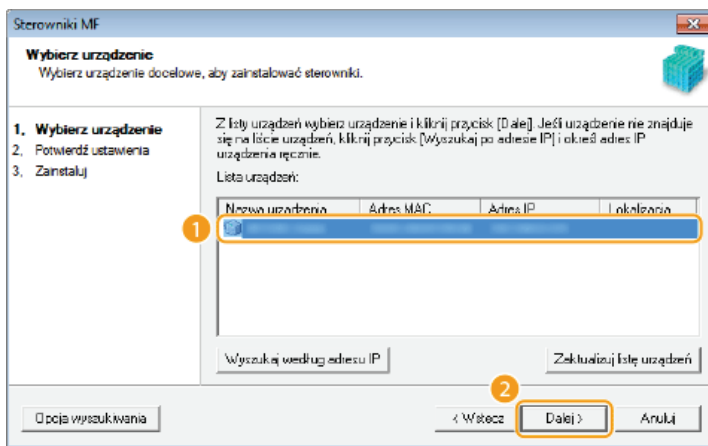 Sterowniki MF
Wybierz urządzenie
Wybierz urządzenie docelowe, aby zainstalować sterowniki.
1. Wybierz urządzenie
2. Potwierdź ustawienia
3. Zainstaluj
Z listy urządzeń wybierz urządzenie i kliknij przycisk [Dalej]. Jeśli urządzenie nie znajduje
się na liście urządzeń, kliknij przycisk [Wyszukaj po adresie IP] i określ adres IP
urządzenia ręcznie.
Lista urządzeń:
Nazwa urządzenia Adres MAC Adres IP Lokalizacja
1
Wyszukaj według adresu IP Zaktualizuj listę urządzeń
2
Opcja wyszukiwania < Wstecz Dalej > Anuluj